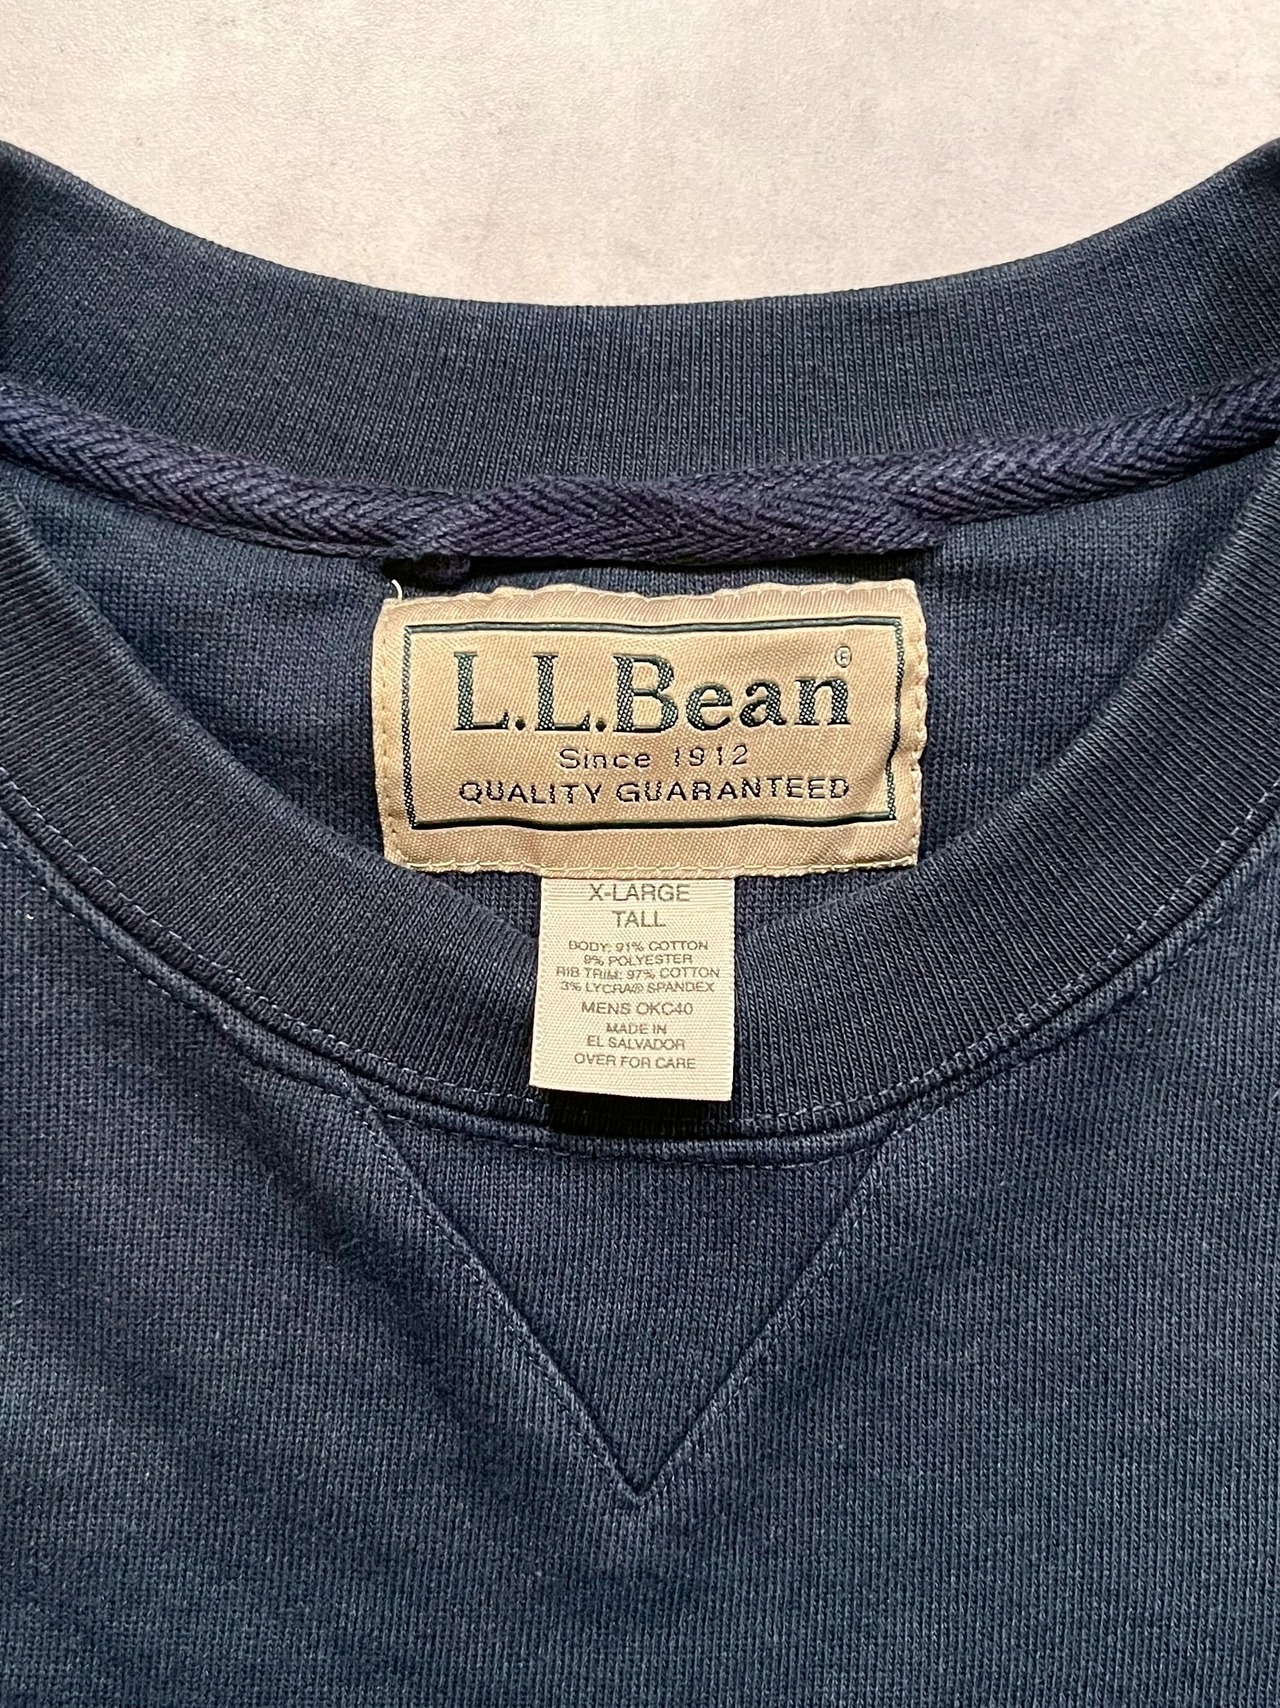 L.L.Bean®
Since 1912
QUALITY GUARANTEED
X-LARGE
TALL
BODY: 91% COTTON
9% POLYESTER
RIB TRIM: 97% COTTON
3% LYCRA® SPANDEX
MENS OKC40
MADE IN
EL SALVADOR
OVER FOR CARE